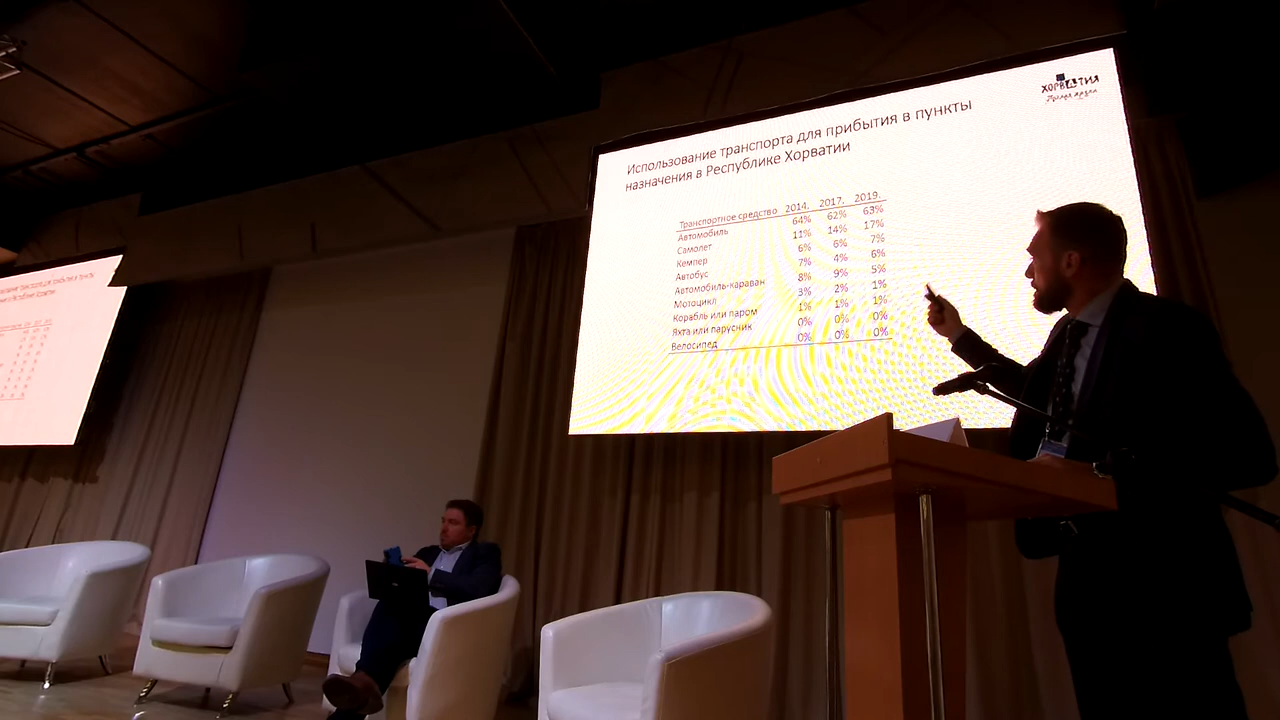 ХОРВАТИЯ
Использование транспорта для прибытия в пункты
назначения в Республике Хорватии
Транспортное средство 2014. 2017. 2019.
Автомобиль 64% 62% 63%
Самолет 11% 14% 17%
Кемпер 6% 6% 7%
Автобус 7% 4% 6%
Автомобиль-караван 8% 9% 5%
Мотоцикл 3% 2% 1%
Корабль или паром 1% 1% 1%
Яхта или парусник 0% 0% 0%
Велосипед 0% 0% 0%